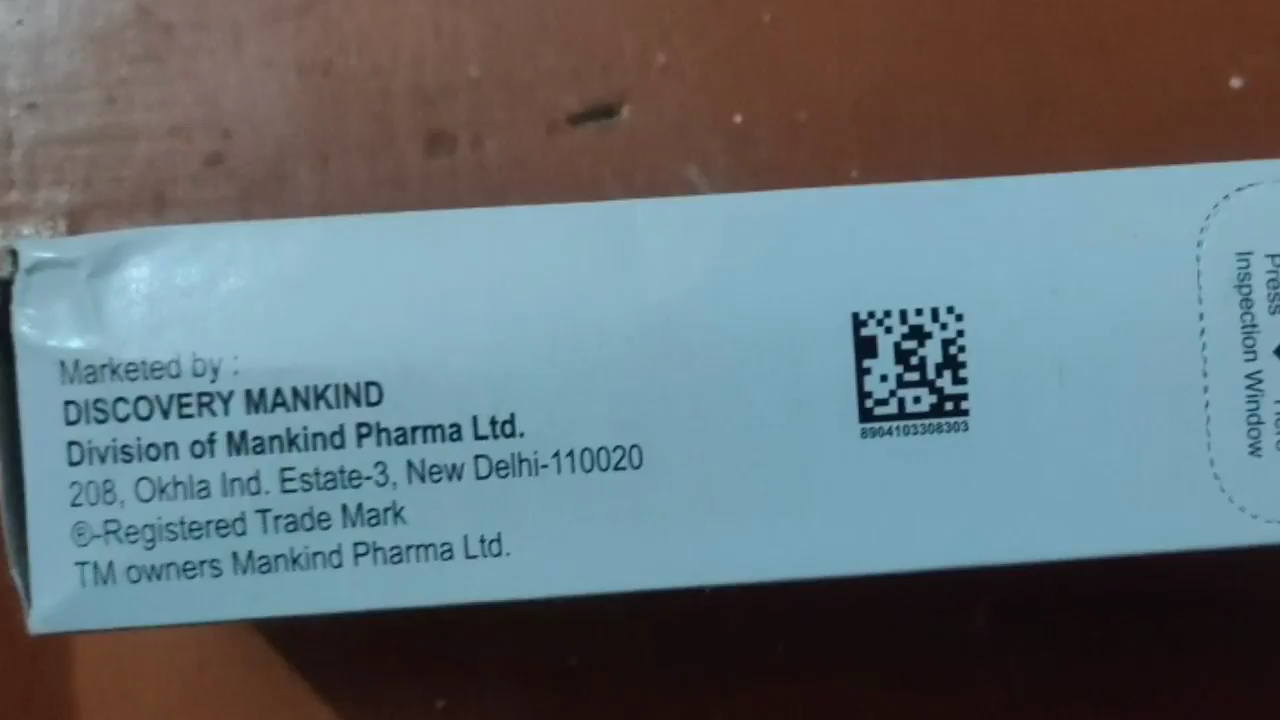 Marketed by :
DISCOVERY MANKIND
Division of Mankind Pharma Ltd.
208, Okhla Ind. Estate-3, New Delhi-110020
®-Registered Trade Mark
TM owners Mankind Pharma Ltd.
8904103308303
Press
Inspection Window